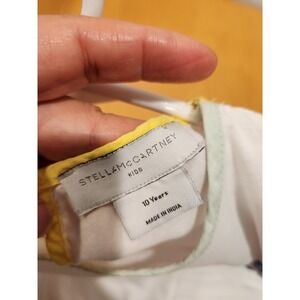 STELLAMcCARTNEY
KIDS
10 Years
MADE IN INDIA